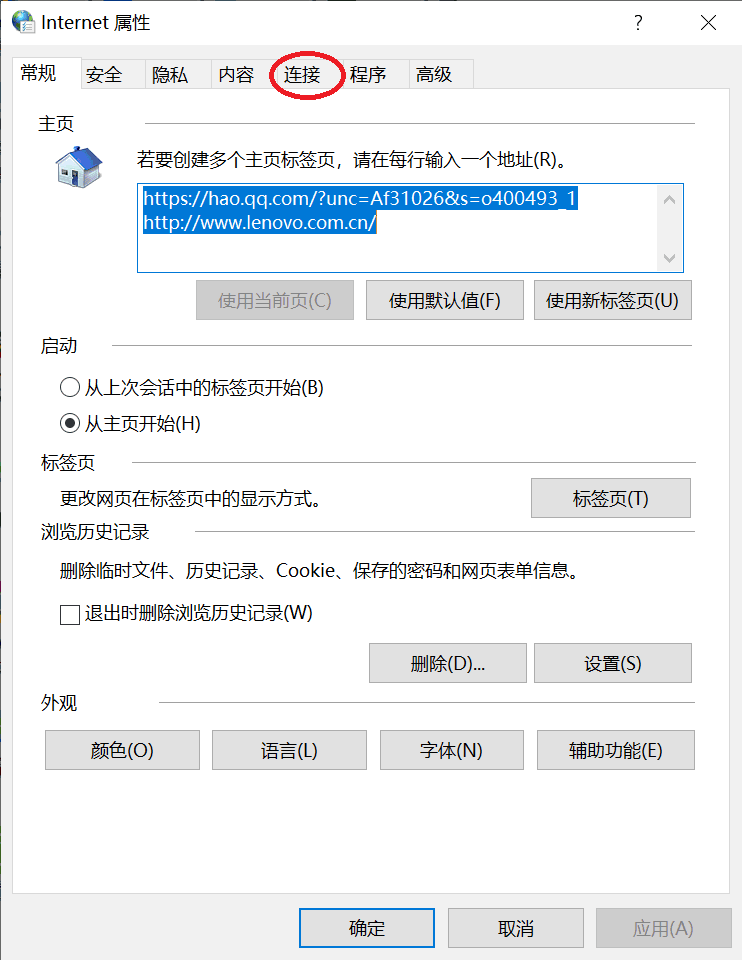 Internet 属性
常规 安全 隐私 内容 连接 程序 高级
主页
若要创建多个主页标签页，请在每行输入一个地址(R)。
https://hao.qq.com/?unc=Af31026&s=o400493_1
http://www.lenovo.com.cn/
使用当前页(C) 使用默认值(F) 使用新标签页(U)
启动
从上次会话中的标签页开始(B)
从主页开始(H)
标签页
更改网页在标签页中的显示方式。
标签页(T)
浏览历史记录
删除临时文件、历史记录、Cookie、保存的密码和网页表单信息。
退出时删除浏览历史记录(W)
删除(D)... 设置(S)
外观
颜色(O) 语言(L) 字体(N) 辅助功能(E)
确定 取消 应用(A)